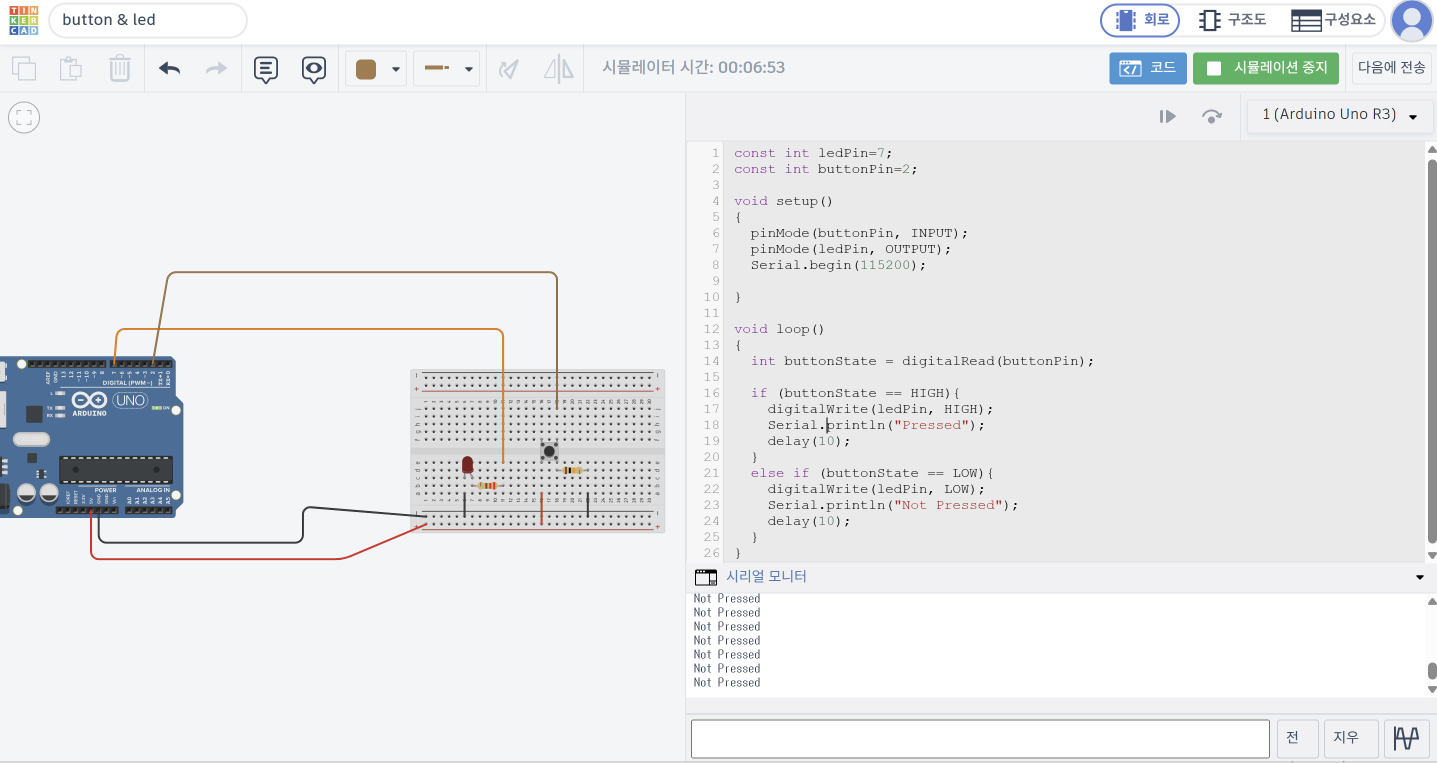 TIN
KER
CAD
button & led
회로
구조도
구성요소
시뮬레이터 시간: 00:06:53
코드
시뮬레이션 중지
다음에 전송
1 (Arduino Uno R3)
1 const int ledPin=7;
2 const int buttonPin=2;
3
4 void setup()
5 {
6 pinMode(buttonPin, INPUT);
7 pinMode(ledPin, OUTPUT);
8 Serial.begin(115200);
9
10 }
11
12 void loop()
13 {
14 int buttonState = digitalRead(buttonPin);
15
16 if (buttonState == HIGH){
17 digitalWrite(ledPin, HIGH);
18 Serial.println("Pressed");
19 delay(10);
20 }
21 else if (buttonState == LOW){
22 digitalWrite(ledPin, LOW);
23 Serial.println("Not Pressed");
24 delay(10);
25 }
26 }
DIGITAL (PWM~)
UNO
ARDUINO
L
TX
RX
ON
POWER
ANALOG IN
시리얼 모니터
Not Pressed
Not Pressed
Not Pressed
Not Pressed
Not Pressed
Not Pressed
Not Pressed
전
지우